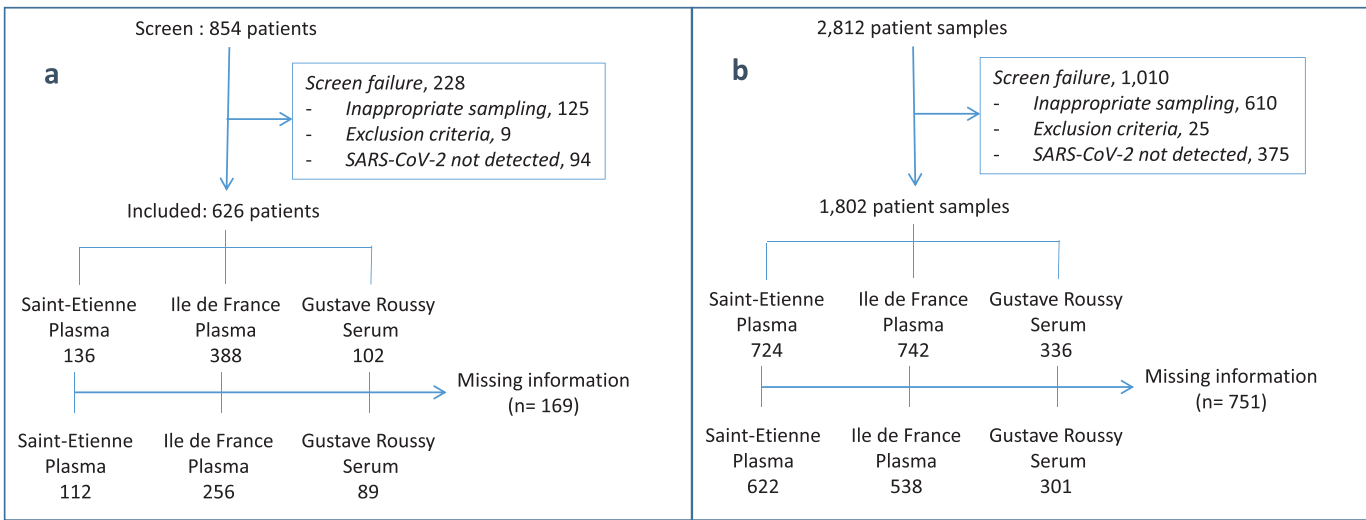 a
Screen : 854 patients
Screen failure, 228
- Inappropriate sampling, 125
- Exclusion criteria, 9
- SARS-CoV-2 not detected, 94
Included: 626 patients
Saint-Etienne
Plasma
136
Ile de France
Plasma
388
Gustave Roussy
Serum
102
Missing information
(n= 169)
Saint-Etienne
Plasma
112
Ile de France
Plasma
256
Gustave Roussy
Serum
89
b
2,812 patient samples
Screen failure, 1,010
- Inappropriate sampling, 610
- Exclusion criteria, 25
- SARS-CoV-2 not detected, 375
1,802 patient samples
Saint-Etienne
Plasma
724
Ile de France
Plasma
742
Gustave Roussy
Serum
336
Missing information
(n= 751)
Saint-Etienne
Plasma
622
Ile de France
Plasma
538
Gustave Roussy
Serum
301